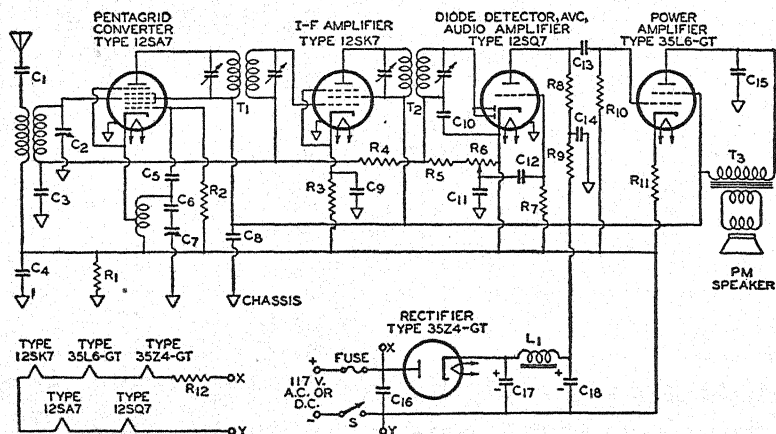 PENTAGRID
CONVERTER
TYPE 12SA7
I-F AMPLIFIER
TYPE 12SK7
DIODE DETECTOR, AVC,
AUDIO AMPLIFIER
TYPE 12SQ7
POWER
AMPLIFIER
TYPE 35L6-GT
C1
C2
C3
C4
C5
C6
C7
R1
R2
C8
T1
R3
R4
C9
T2
C10
R5
R6
C11
C12
R7
R8
C13
C14
R9
R10
R11
C15
T3
PM
SPEAKER
CHASSIS
RECTIFIER
TYPE 35Z4-GT
TYPE
12SK7
TYPE
35L6-GT
TYPE
35Z4-GT
R12
X
TYPE
12SA7
TYPE
12SQ7
Y
+
FUSE
117 V.
A.C. OR
D.C.
-
S
X
C16
Y
L1
+
-
C17
+
-
C18